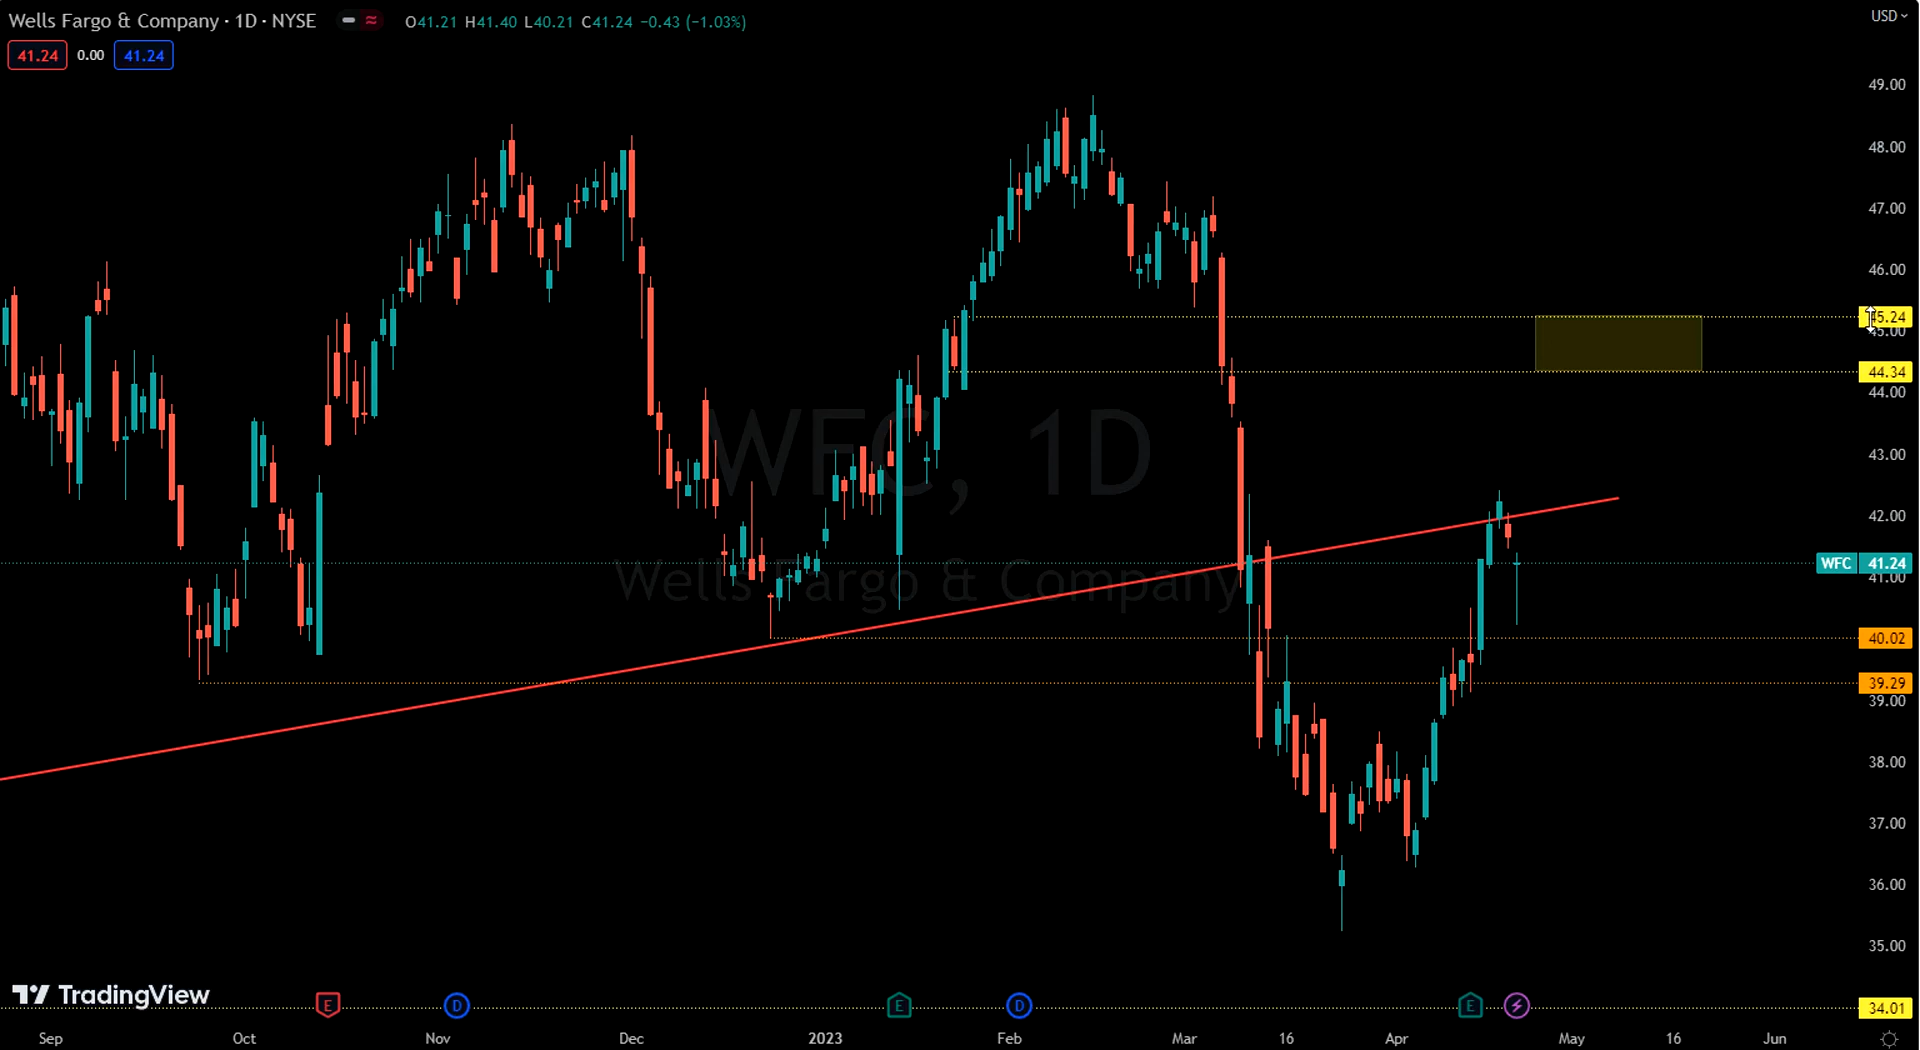 Wells Fargo & Company · 1D · NYSE O41.21 H41.40 L40.21 C41.24 −0.43 (−1.03%)
USD
41.24 0.00 41.24
49.00
48.00
47.00
46.00
5.24
45.00
44.34
44.00
WFC, 1D
43.00
42.00
Wells Fargo & Company
WFC 41.24
41.00
40.02
39.29
39.00
38.00
37.00
36.00
35.00
TradingView
E D E D E
34.01
Sep Oct Nov Dec 2023 Feb Mar 16 Apr May 16 Jun